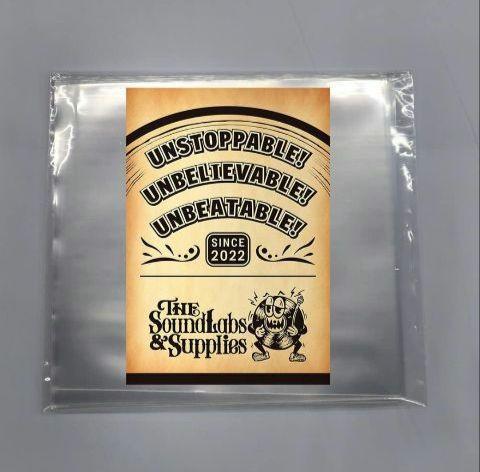 UNSTOPPABLE!
UNBELIEVABLE!
UNBEATABLE!
SINCE
2022
THE
SoundLabs
& Supplies